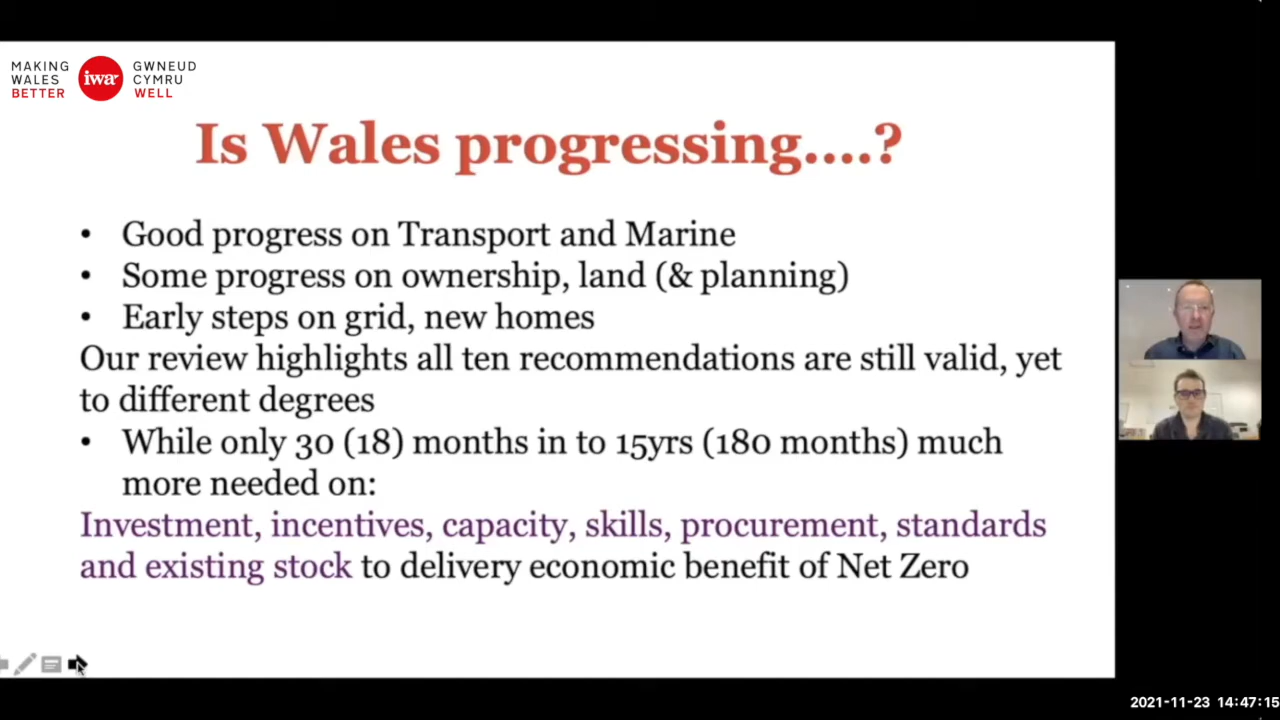 MAKING
WALES
BETTER
iwa
GWNEUD
CYMRU
WELL
Is Wales progressing....?
• Good progress on Transport and Marine
• Some progress on ownership, land (& planning)
• Early steps on grid, new homes
Our review highlights all ten recommendations are still valid, yet
to different degrees
• While only 30 (18) months in to 15yrs (180 months) much
more needed on:
Investment, incentives, capacity, skills, procurement, standards
and existing stock to delivery economic benefit of Net Zero
2021-11-23 14:47:15